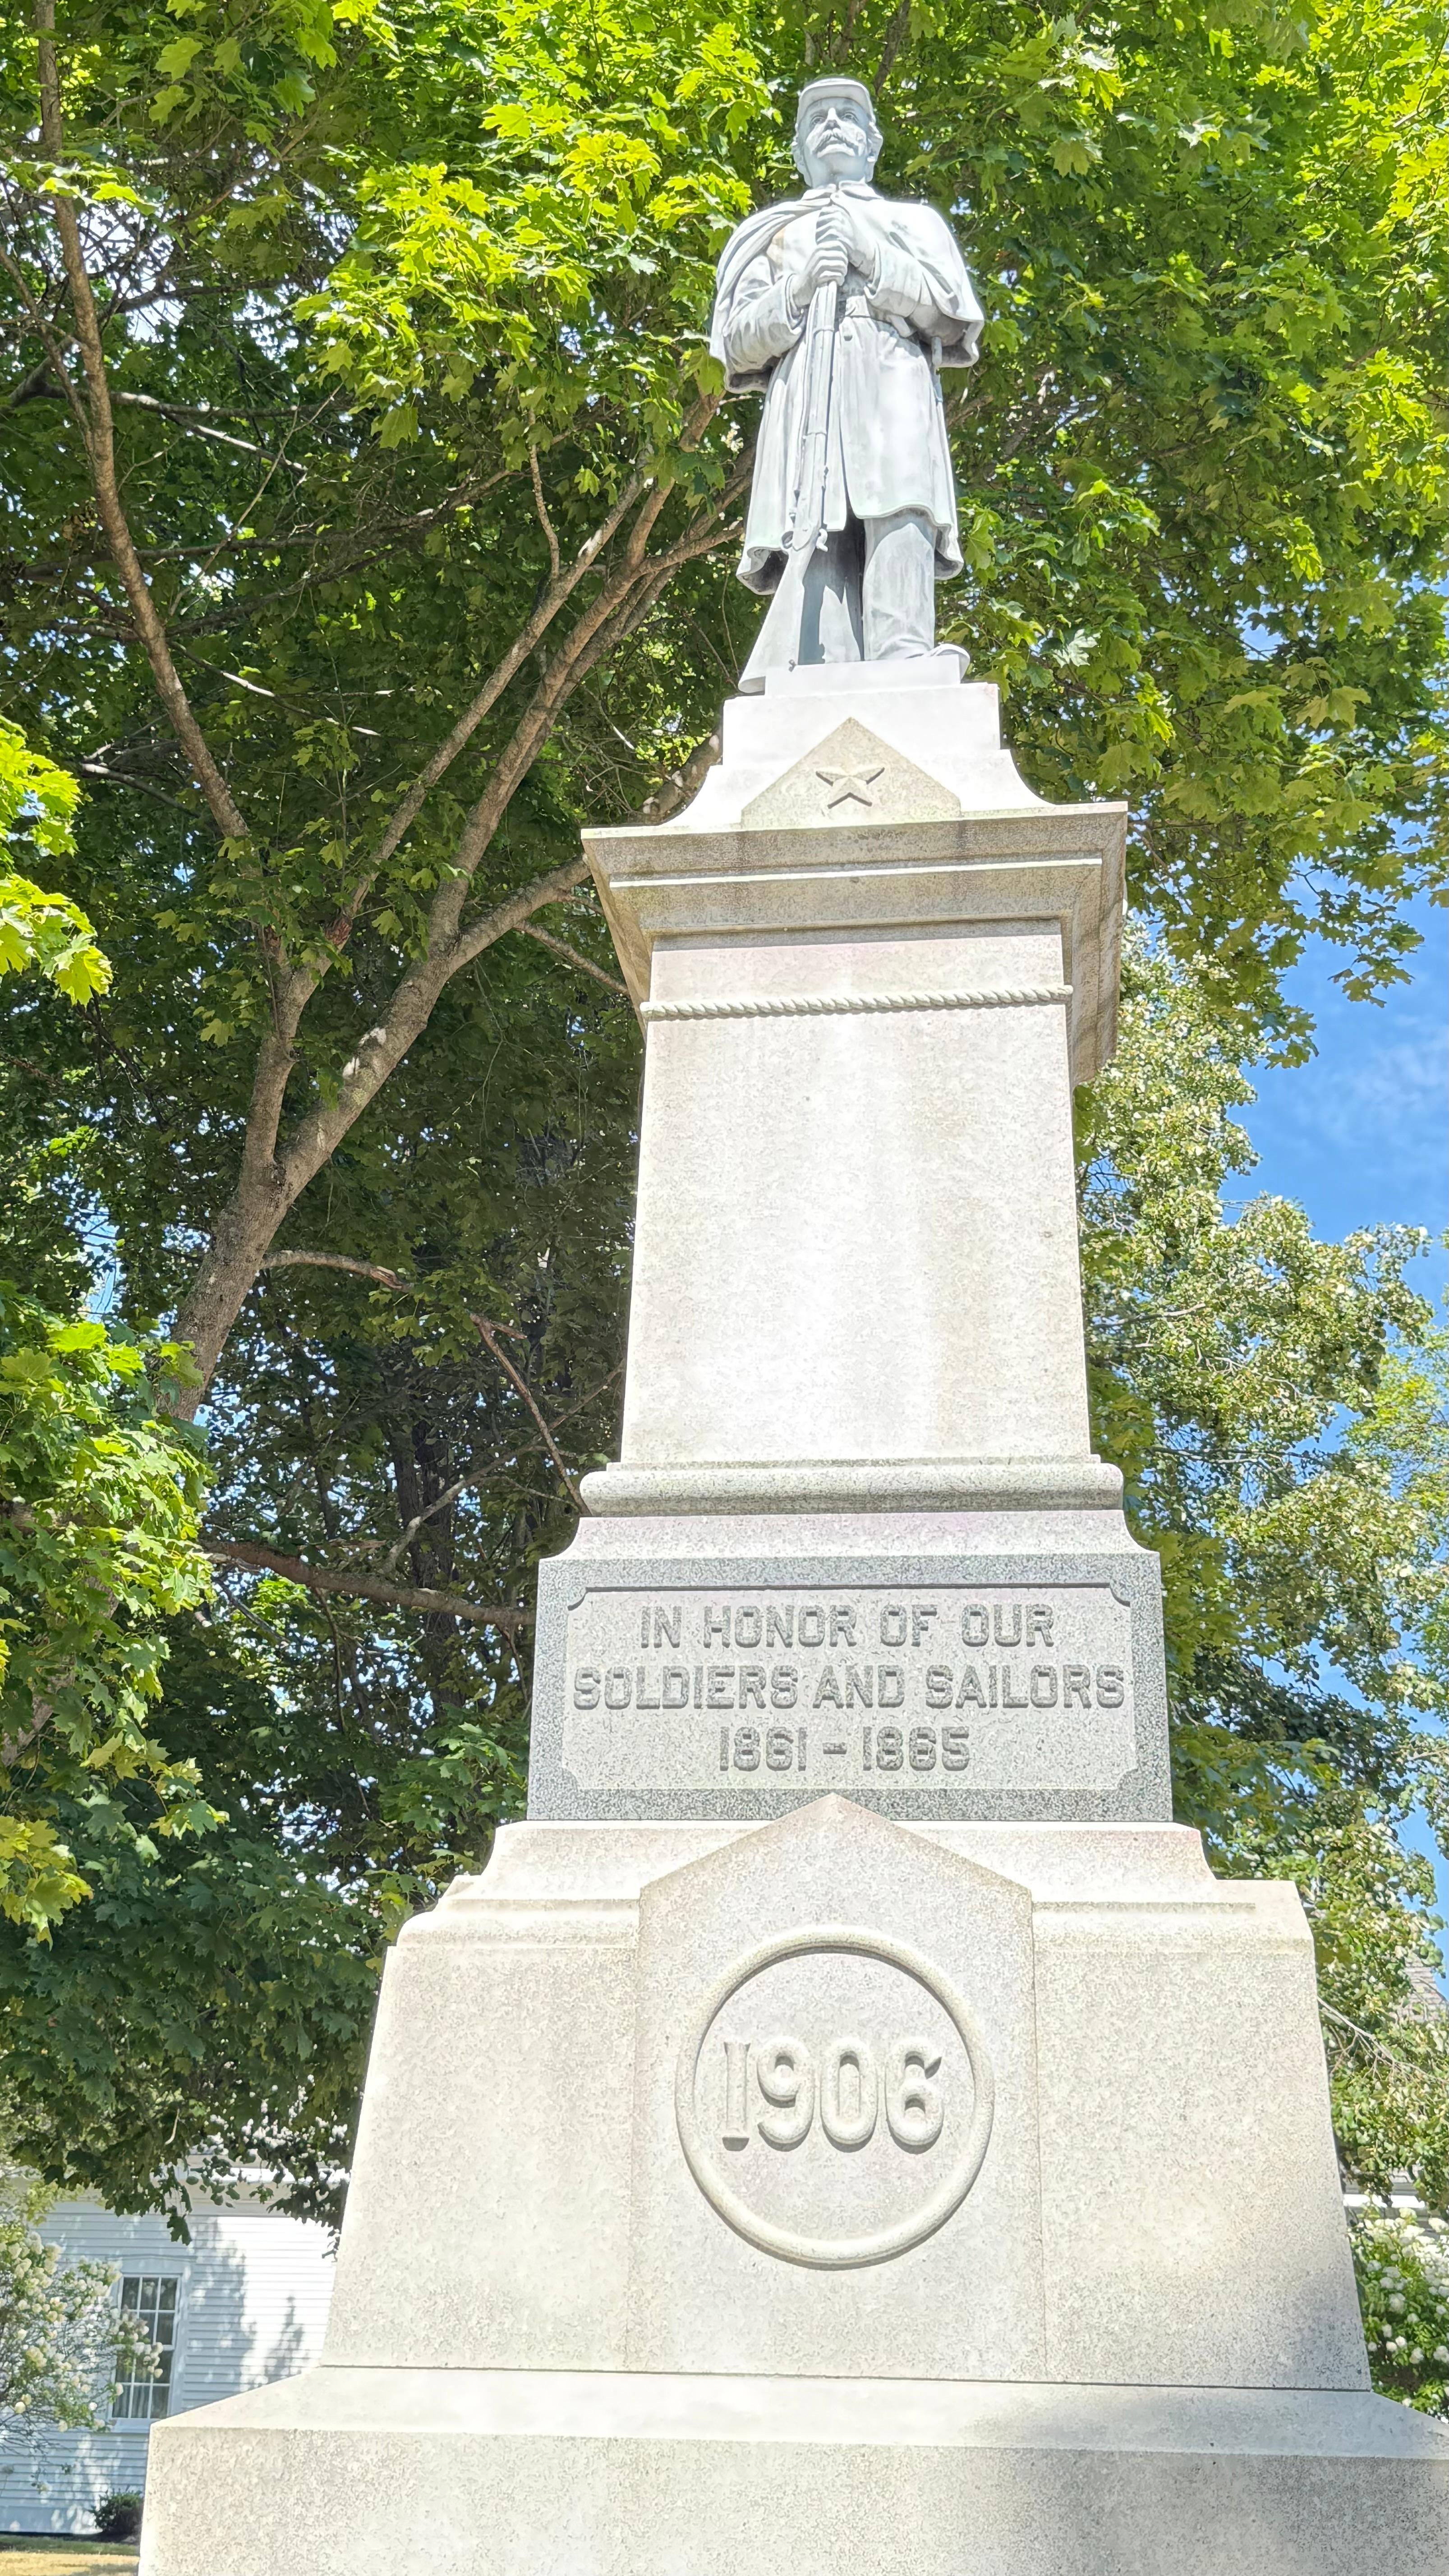 IN HONOR OF OUR
SOLDIERS AND SAILORS
1861 - 1865
1906